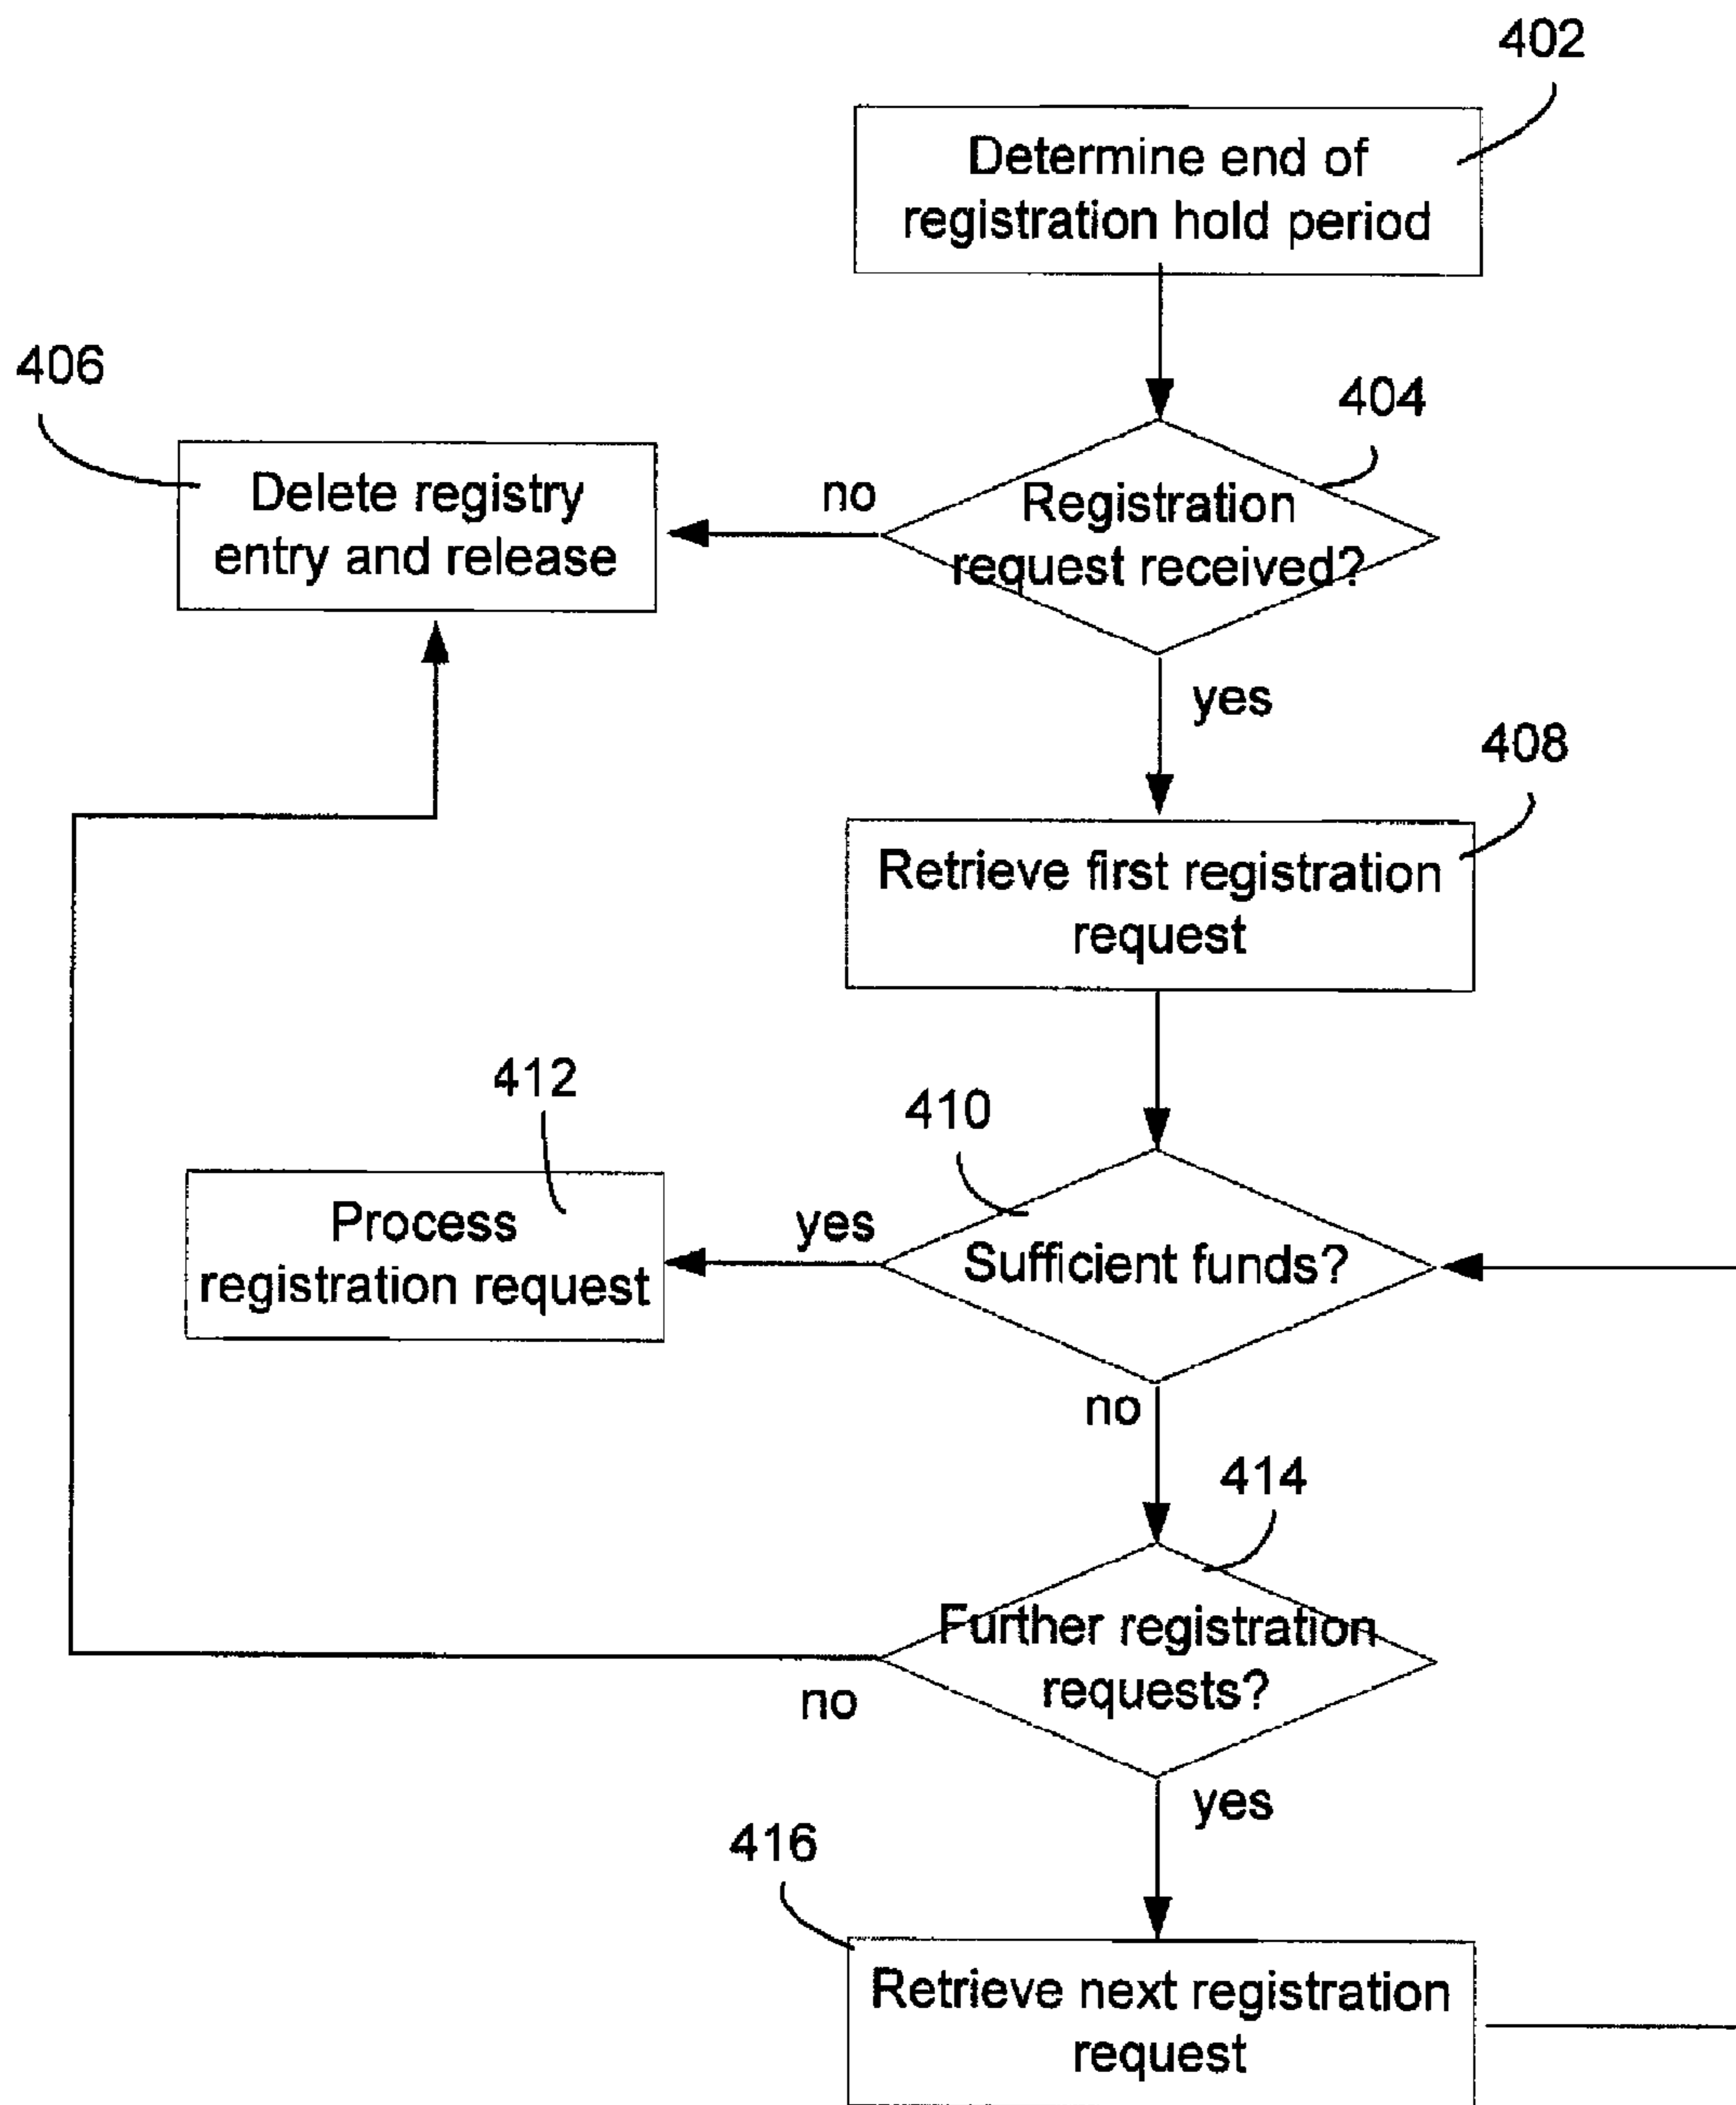 402
Determine end of
registration hold period
406
404
Delete registry
entry and release
no
Registration
request received?
yes
408
Retrieve first registration
request
412
410
Process
registration request
yes
Sufficient funds?
no
414
Further registration
requests?
no
yes
416
Retrieve next registration
request